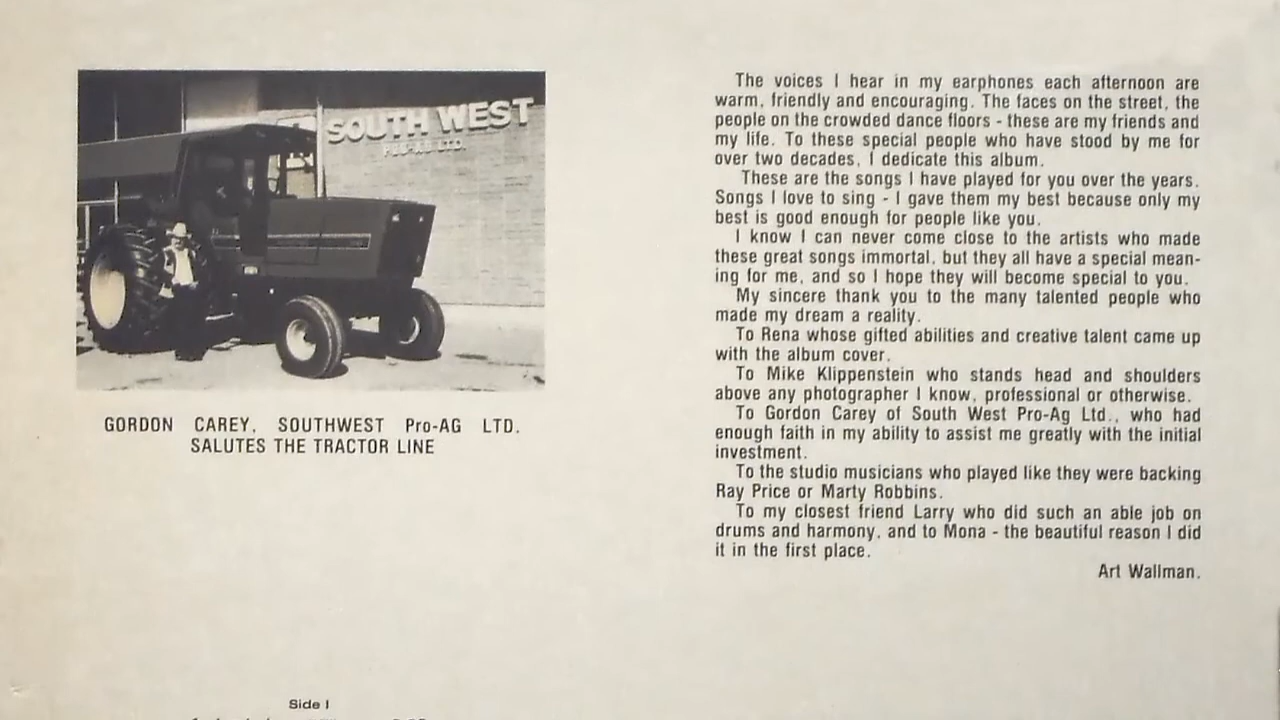 SOUTH WEST
PRO-AG LTD.
GORDON CAREY, SOUTHWEST Pro-AG LTD.
SALUTES THE TRACTOR LINE
The voices I hear in my earphones each afternoon are
warm, friendly and encouraging. The faces on the street, the
people on the crowded dance floors - these are my friends and
my life. To these special people who have stood by me for
over two decades, I dedicate this album.
These are the songs I have played for you over the years.
Songs I love to sing - I gave them my best because only my
best is good enough for people like you.
I know I can never come close to the artists who made
these great songs immortal, but they all have a special mean-
ing for me, and so I hope they will become special to you.
My sincere thank you to the many talented people who
made my dream a reality.
To Rena whose gifted abilities and creative talent came up
with the album cover.
To Mike Klippenstein who stands head and shoulders
above any photographer I know, professional or otherwise.
To Gordon Carey of South West Pro-Ag Ltd., who had
enough faith in my ability to assist me greatly with the initial
investment.
To the studio musicians who played like they were backing
Ray Price or Marty Robbins.
To my closest friend Larry who did such an able job on
drums and harmony, and to Mona - the beautiful reason I did
it in the first place.
Art Wallman.
Side I